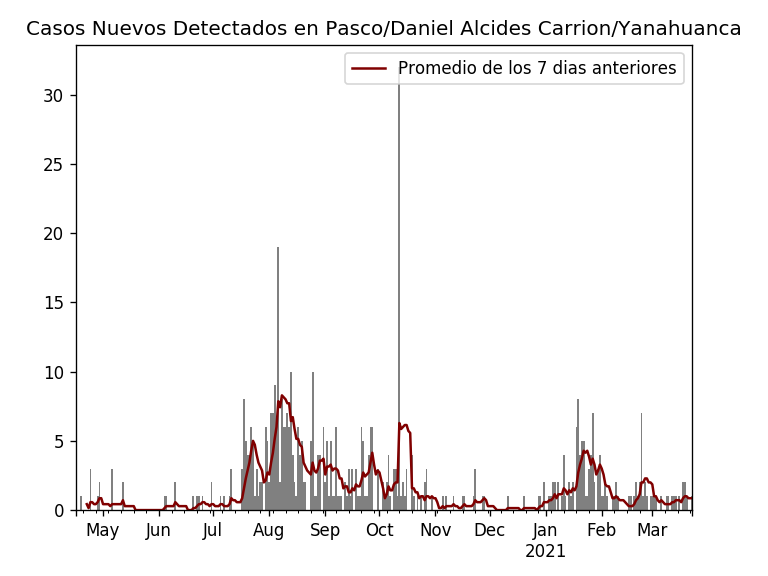 Casos Nuevos Detectados en Pasco/Daniel Alcides Carrion/Yanahuanca
Promedio de los 7 dias anteriores
30
25
20
15
10
5
0
May Jun Jul Aug Sep Oct Nov Dec Jan Feb Mar
2021